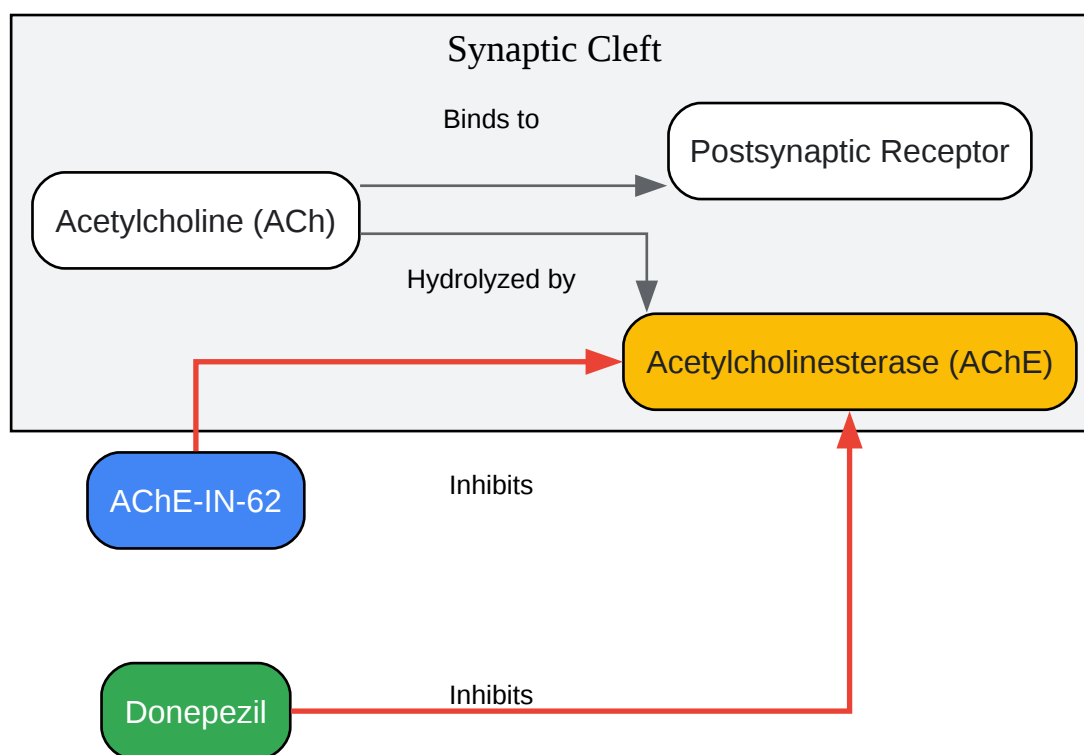 Synaptic Cleft
Binds to
Postsynaptic Receptor
Acetylcholine (ACh)
Hydrolyzed by
Acetylcholinesterase (AChE)
AChE-IN-62
Inhibits
Donepezil
Inhibits